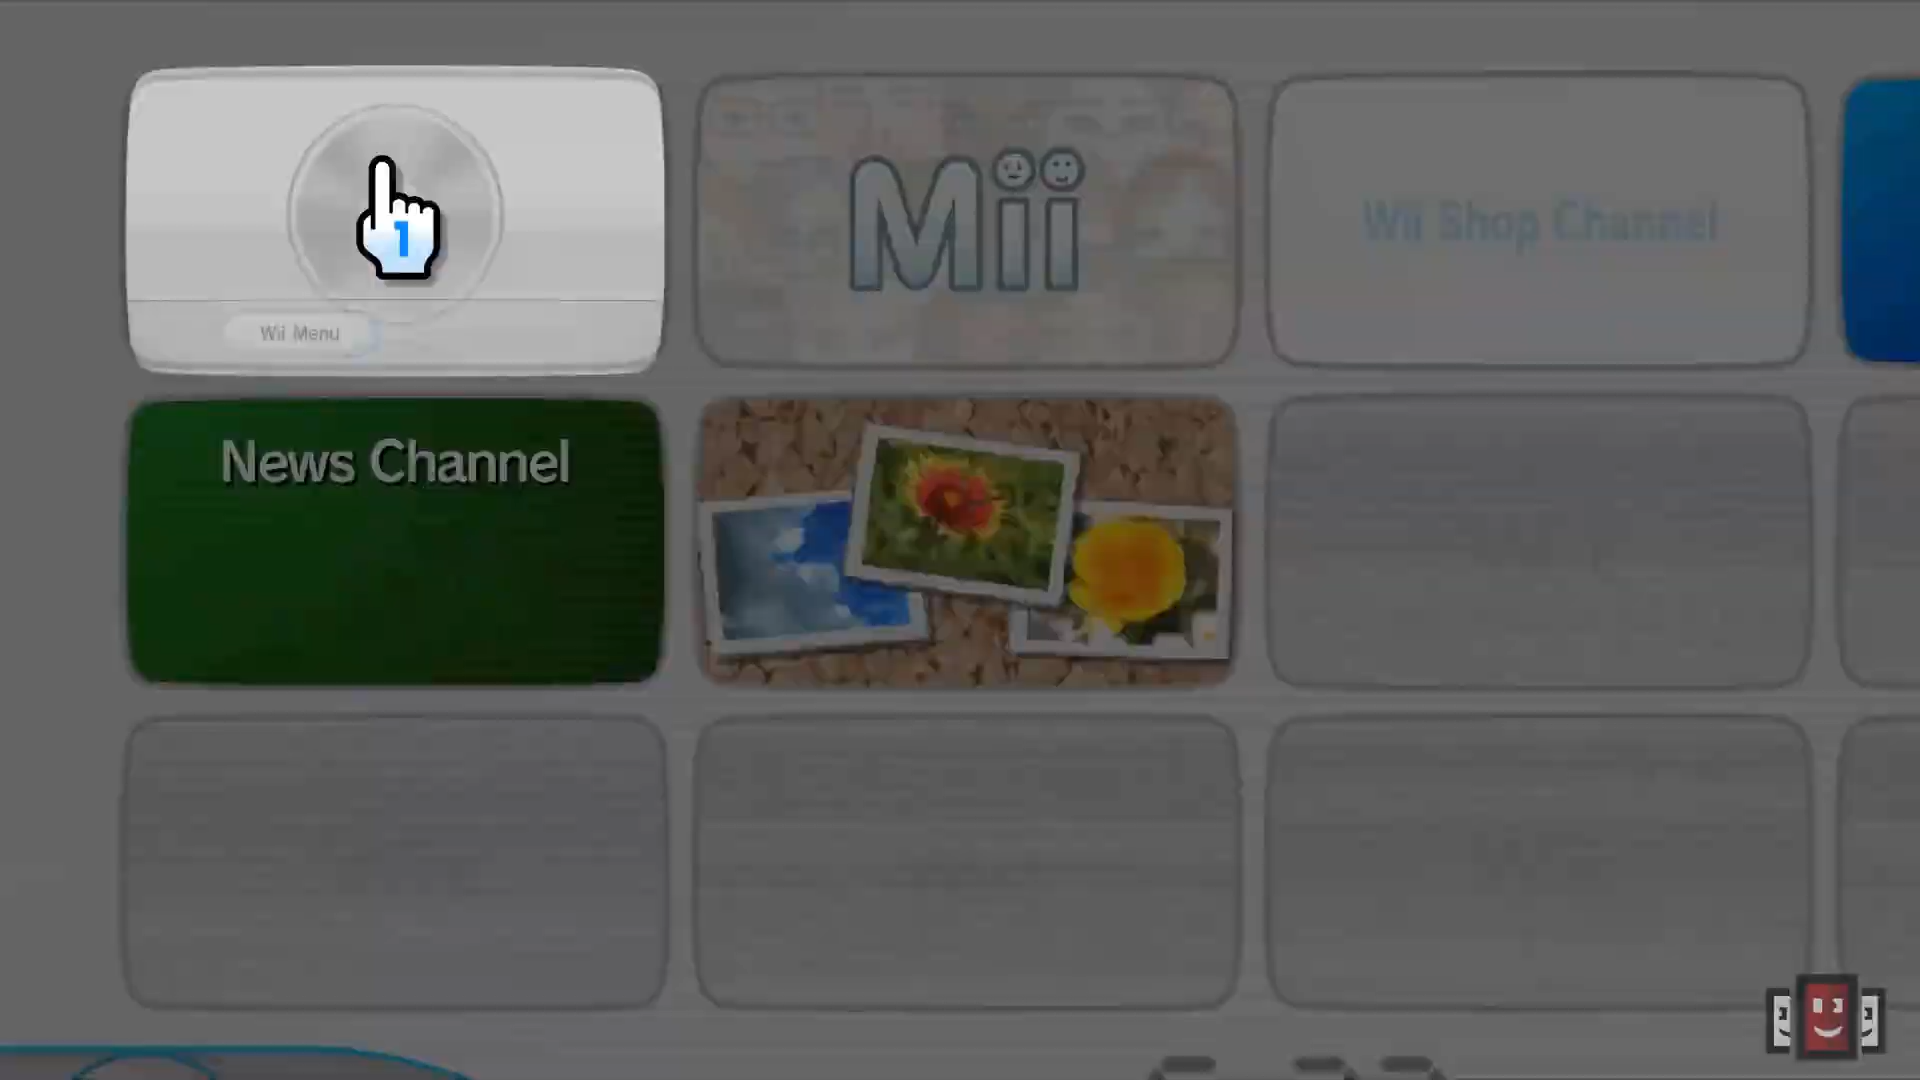 1
Wii Menu
Mii
Wii Shop Channel
News Channel